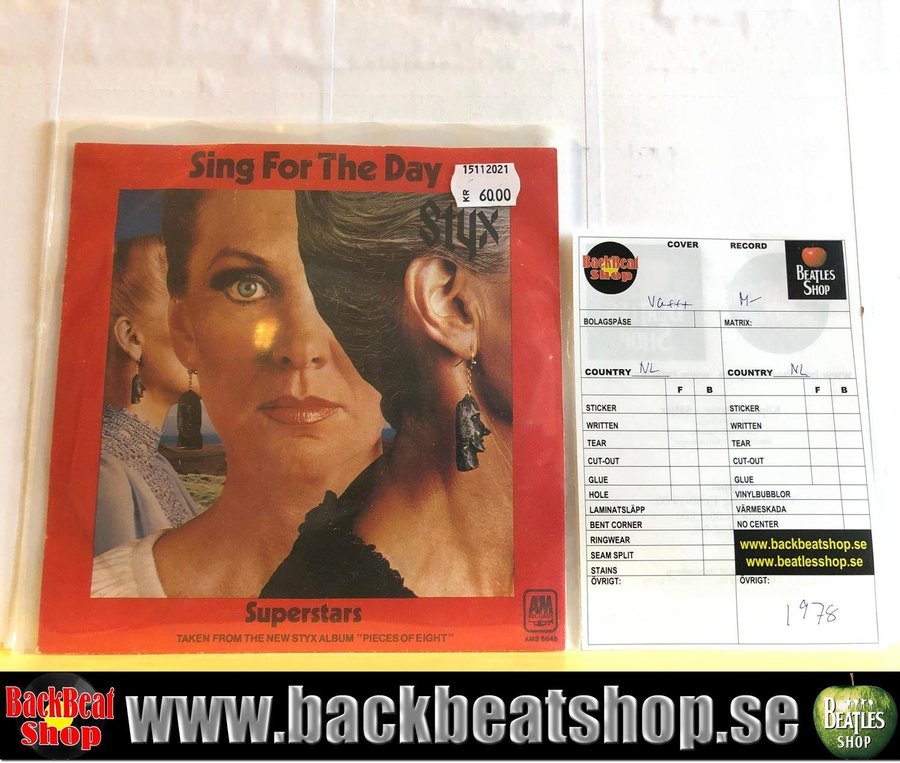 Sing For The Day
15112021
KR 60.00
Styx
Superstars
TAKEN FROM THE NEW STYX ALBUM "PIECES OF EIGHT"
A&M
RECORDS
AMS 6645
COVER RECORD
BackBeat
Shop
BEATLES
SHOP
M-
BOLAGSPÅSE MATRIX:
COUNTRY NL COUNTRY NL
F B F B
STICKER STICKER
WRITTEN WRITTEN
TEAR TEAR
CUT-OUT CUT-OUT
GLUE GLUE
HOLE VINYLBUBBLOR
LAMINATSLÄPP VÄRMESKADA
BENT CORNER NO CENTER
RINGWEAR
SEAM SPLIT
STAINS
www.backbeatshop.se
www.beatlesshop.se
ÖVRIGT: ÖVRIGT:
1978
BackBeat
Shop
www.backbeatshop.se
BEATLES
SHOP